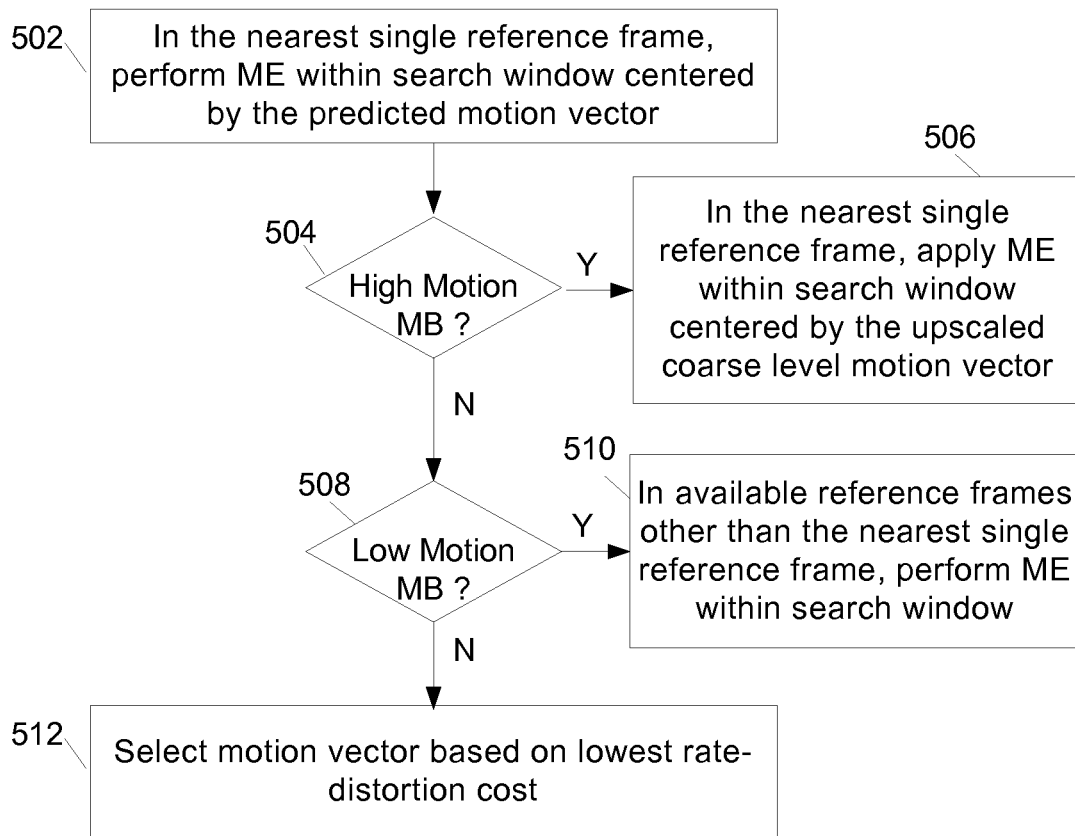 502
In the nearest single reference frame,
perform ME within search window centered
by the predicted motion vector
504
High Motion
MB ?
Y
506
In the nearest single
reference frame, apply ME
within search window
centered by the upscaled
coarse level motion vector
N
508
Low Motion
MB ?
Y
510
In available reference frames
other than the nearest single
reference frame, perform ME
within search window
N
512
Select motion vector based on lowest rate-
distortion cost